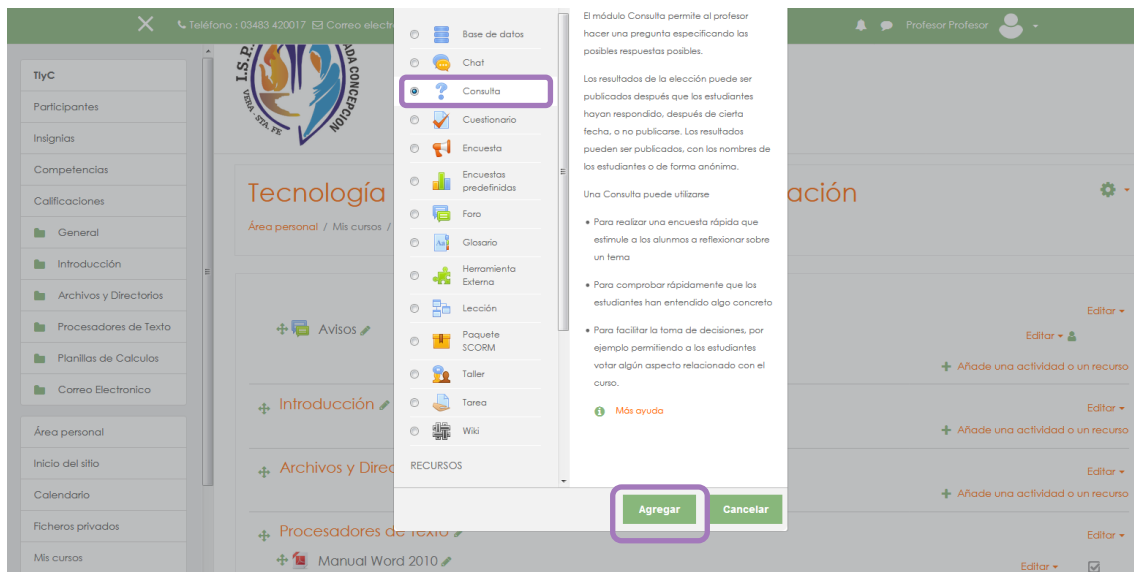 Teléfono : 03483 420017 Correo electr
Profesor Profesor
TIyC
Participantes
Insignias
Competencias
Calificaciones
General
Introducción
Archivos y Directorios
Procesadores de Texto
Planillas de Calculos
Correo Electronico
Área personal
Inicio del sitio
Calendario
Ficheros privados
Mis cursos
I.S.P.
ADA CONCEPCION
VERA - STA. FE
Tecnología
ación
Área personal / Mis cursos /
Avisos
Editar
Editar
Añade una actividad o un recurso
Introducción
Editar
Añade una actividad o un recurso
Archivos y Direc
Editar
Añade una actividad o un recurso
Procesadores de Texto
Editar
Manual Word 2010
Editar
Base de datos
Chat
Consulta
Cuestionario
Encuesta
Encuestas
predefinidas
Foro
Glosario
Herramienta
Externa
Lección
Paquete
SCORM
Taller
Tarea
Wiki
RECURSOS
El módulo Consulta permite al profesor
hacer una pregunta especificando las
posibles respuestas posibles.
Los resultados de la elección puede ser
publicados después que los estudiantes
hayan respondido, después de cierta
fecha, o no publicarse. Los resultados
pueden ser publicados, con los nombres de
los estudiantes o de forma anónima.
Una Consulta puede utilizarse
• Para realizar una encuesta rápida que
estimule a los alunmos a reflexionar sobre
un tema
• Para comprobar rápidamente que los
estudiantes han entendido algo concreto
• Para facilitar la toma de decisiones, por
ejemplo permitiendo a los estudiantes
votar algún aspecto relacionado con el
curso.
Más ayuda
Agregar
Cancelar